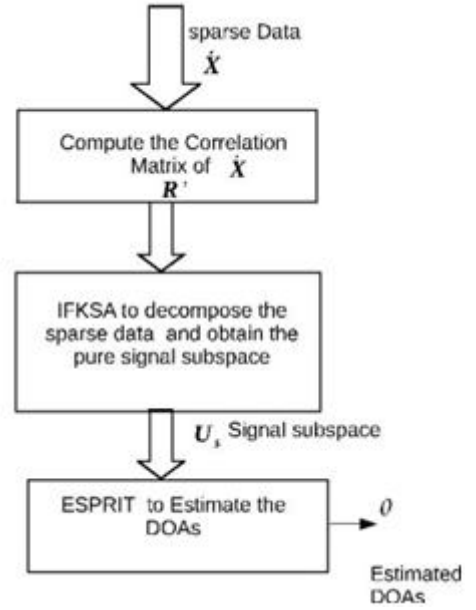 sparse Data
Ẋ
Compute the Correlation
Matrix of Ẋ
R'
IFKSA to decompose the
sparse data and obtain the
pure signal subspace
U_s Signal subspace
ESPRIT to Estimate the
DOAs
Estimated
DOAs